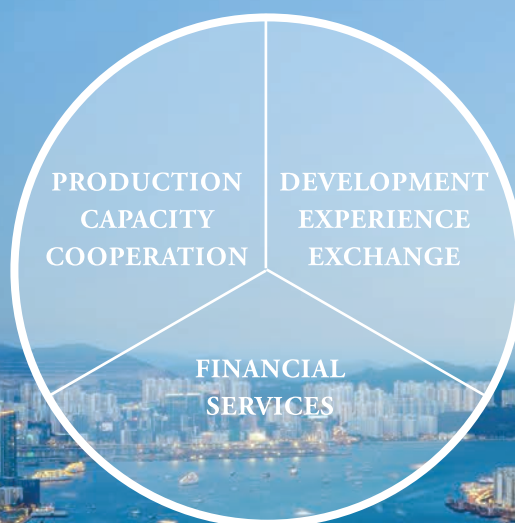 PRODUCTION
CAPACITY
COOPERATION
DEVELOPMENT
EXPERIENCE
EXCHANGE
FINANCIAL
SERVICES